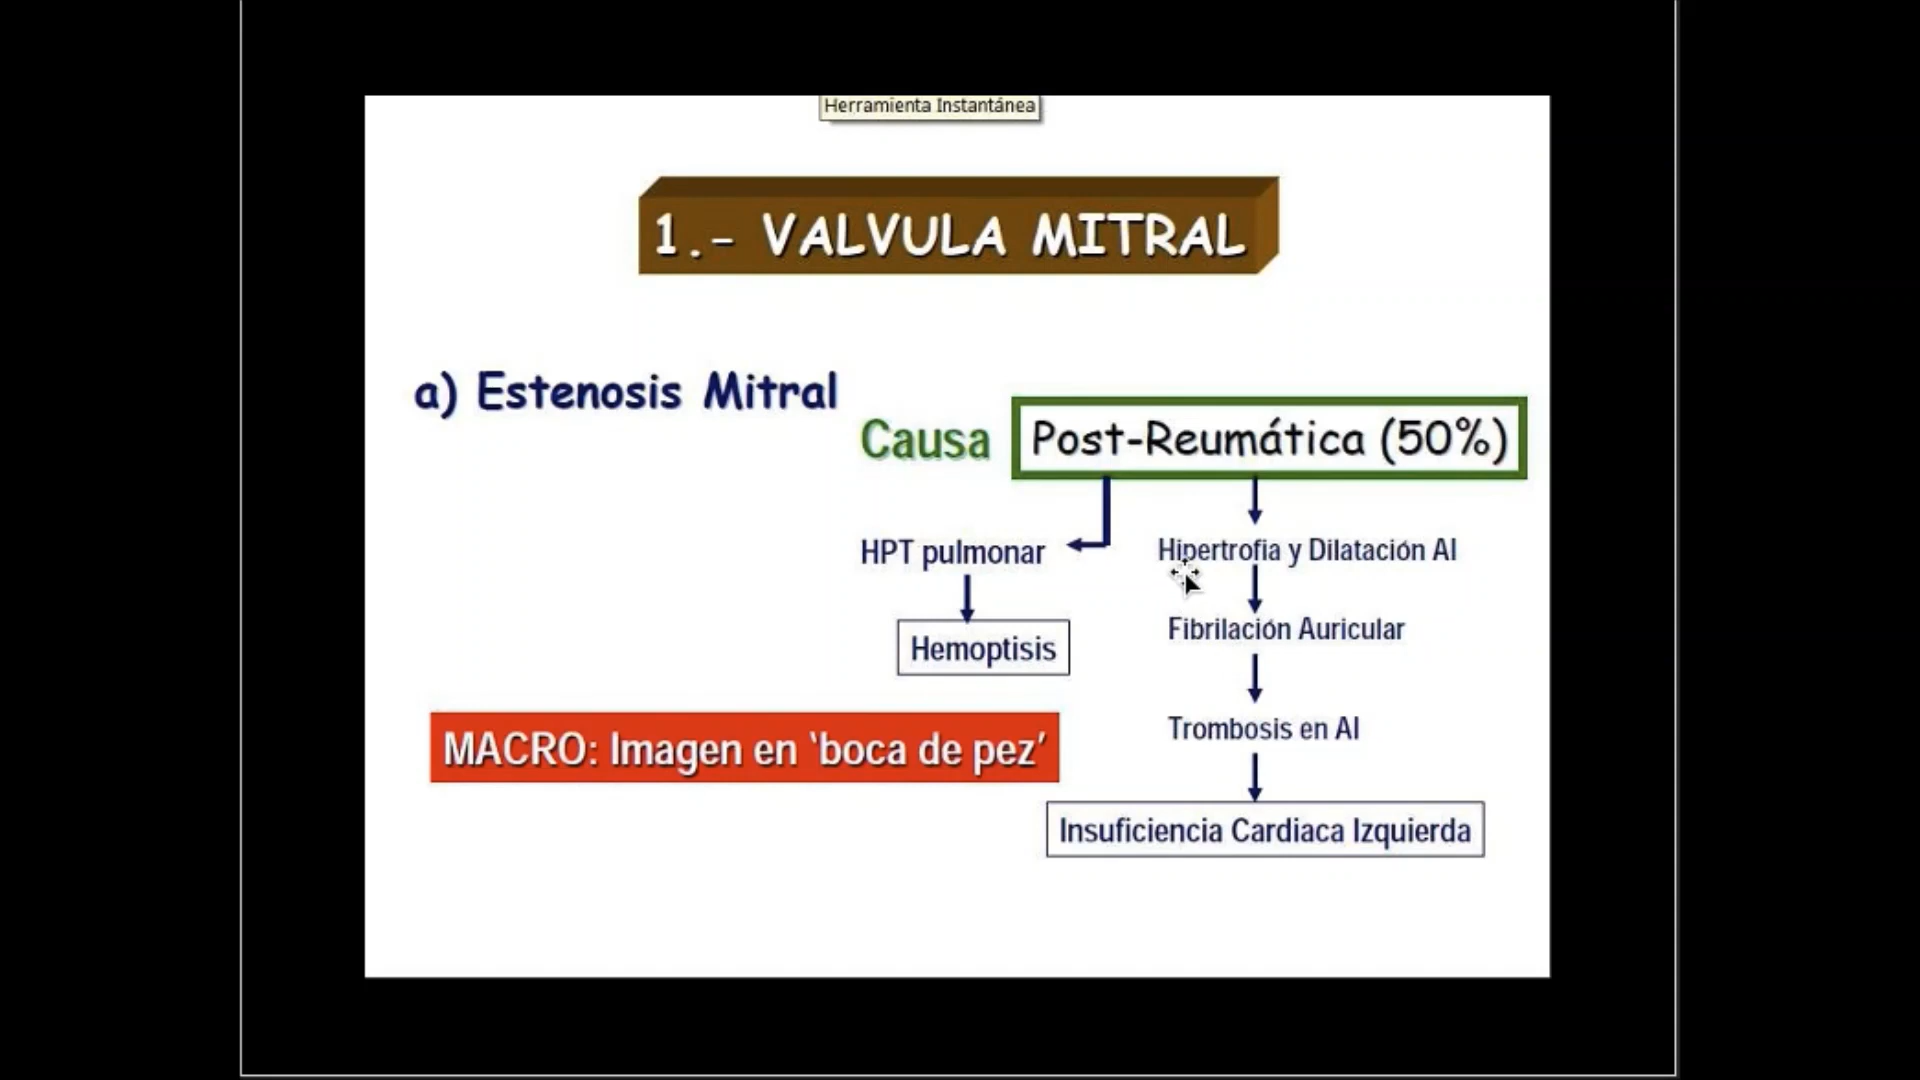 Herramienta Instantánea
1.- VALVULA MITRAL
a) Estenosis Mitral
Causa
Post-Reumática (50%)
HPT pulmonar
Hipertrofia y Dilatación AI
Fibrilación Auricular
Hemoptisis
Trombosis en AI
MACRO: Imagen en ‘boca de pez’
Insuficiencia Cardiaca Izquierda